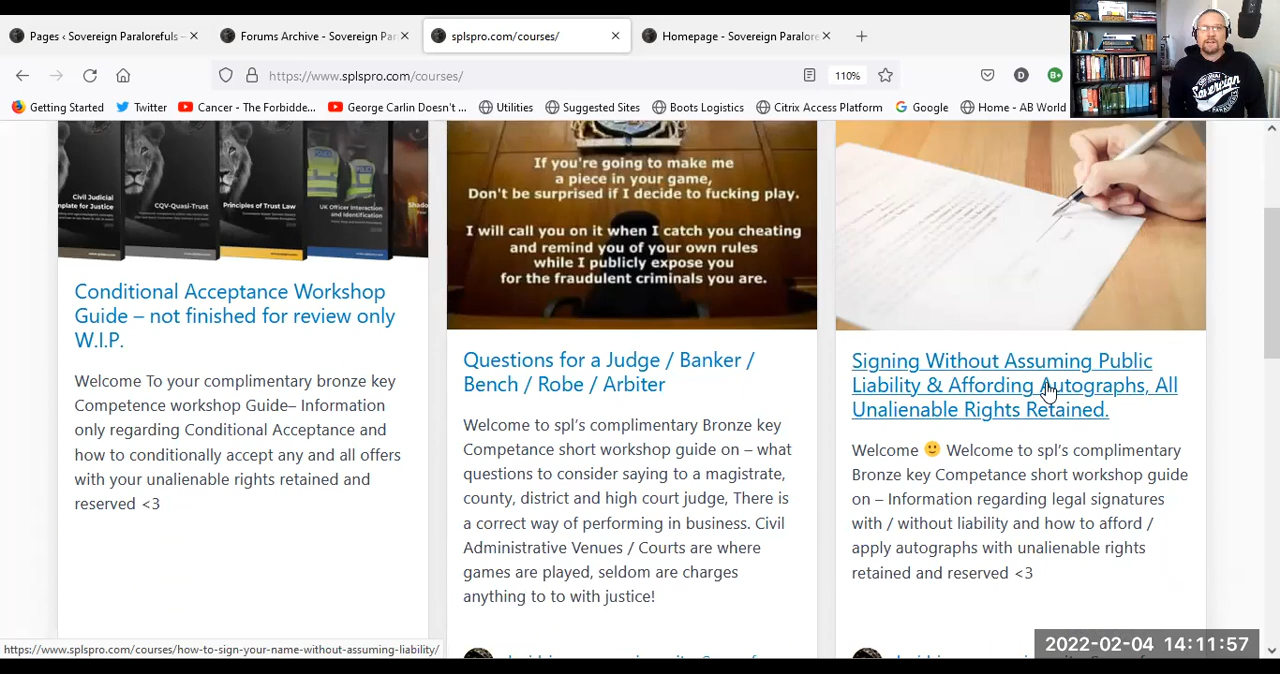 Pages ‹ Sovereign Paralorefuls –
Forums Archive - Sovereign Par
splspro.com/courses/
Homepage - Sovereign Paralore
https://www.splspro.com/courses/
110%
D
B+
Getting Started
Twitter
Cancer - The Forbidde...
George Carlin Doesn't ...
Utilities
Suggested Sites
Boots Logistics
Citrix Access Platform
Google
Home - AB World
Sovereign
Civil Judicial
CQV-Quasi-Trust
Principles of Trust Law
UK Officer Interaction
and Identification
If you're going to make me
a piece in your game,
Don't be surprised if I decide to fucking play.
I will call you on it when I catch you cheating
and remind you of your own rules
while I publicly expose you
for the fraudulent criminals you are.
Conditional Acceptance Workshop
Guide – not finished for review only
W.I.P.
Welcome To your complimentary bronze key
Competence workshop Guide– Information
only regarding Conditional Acceptance and
how to conditionally eccept any and all offers
with your unalienable rights retained and
reserved <3
Questions for a Judge / Banker /
Bench / Robe / Arbiter
Welcome to spl's complimentary Bronze key
Competance short workshop guide on – what
questions to consider saying to a magistrate,
county, district and high court judge, There is
a correct way of performing in business. Civil
Administrative Venues / Courts are where
games are played, seldom are charges
anything to to with justice!
Signing Without Assuming Public
Liability & Affording Autographs, All
Unalienable Rights Retained.
Welcome 🙂 Welcome to spl's complimentary
Bronze key Competance short workshop guide
on – Information regarding legal signatures
with / without liability and how to afford /
apply autographs with unalienable rights
retained and reserved <3
https://www.splspro.com/courses/how-to-sign-your-name-without-assuming-liability/
2022-02-04 14:11:57